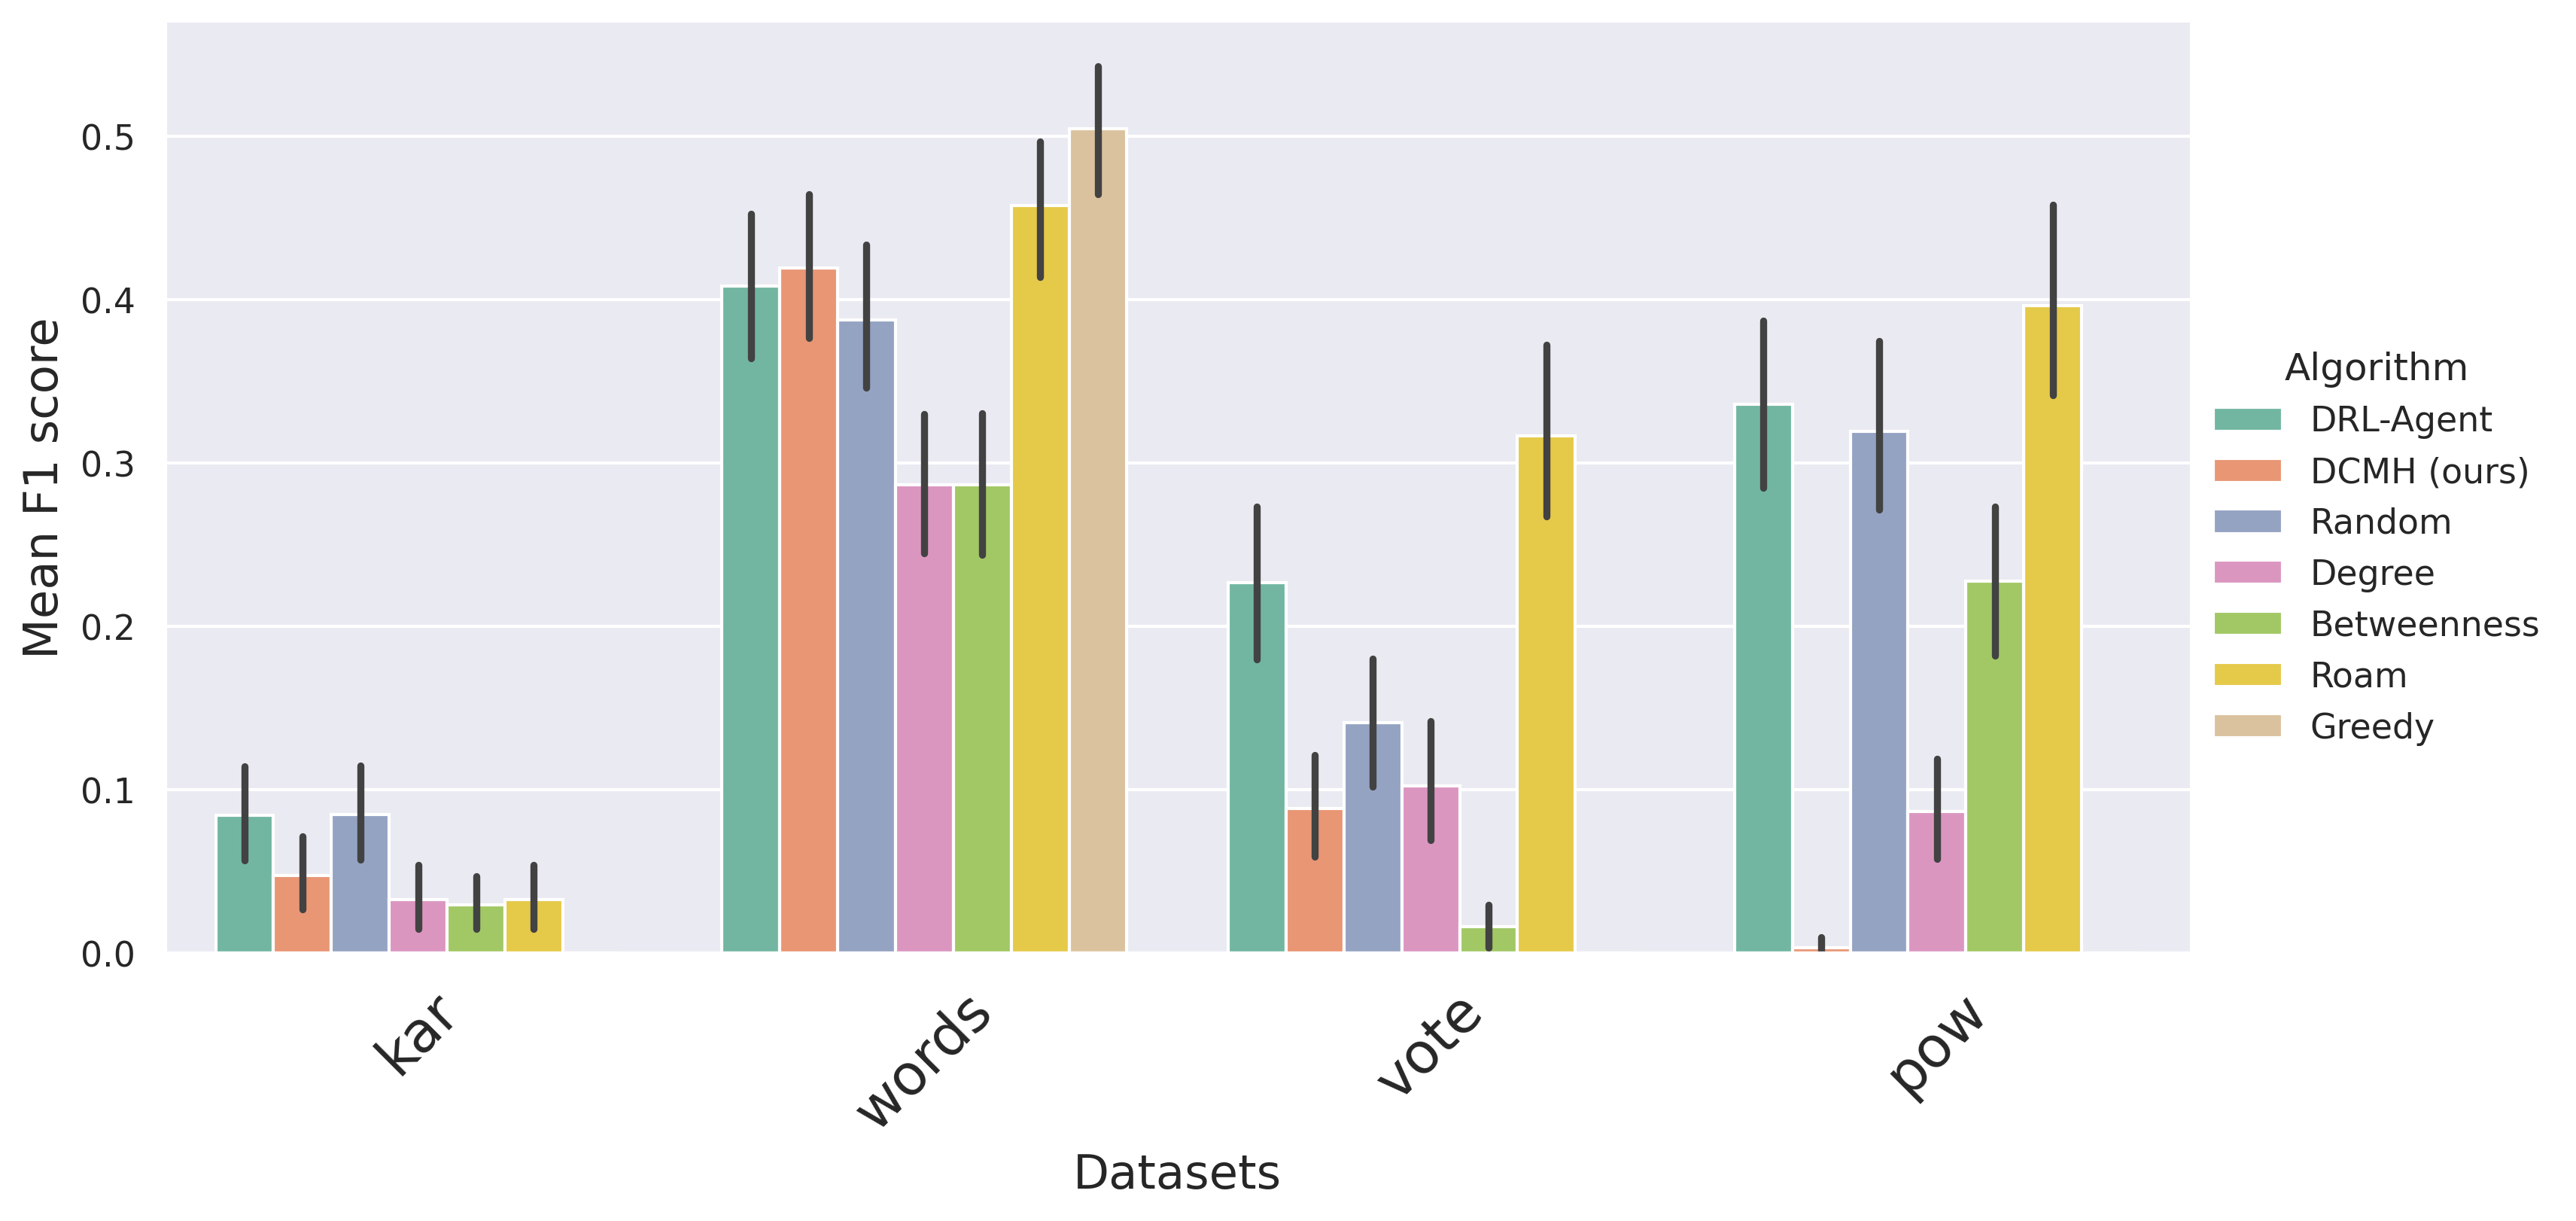 Mean F1 score
0.5
0.4
0.3
0.2
0.1
0.0
kar
words
vote
pow
Datasets
Algorithm
DRL-Agent
DCMH (ours)
Random
Degree
Betweenness
Roam
Greedy